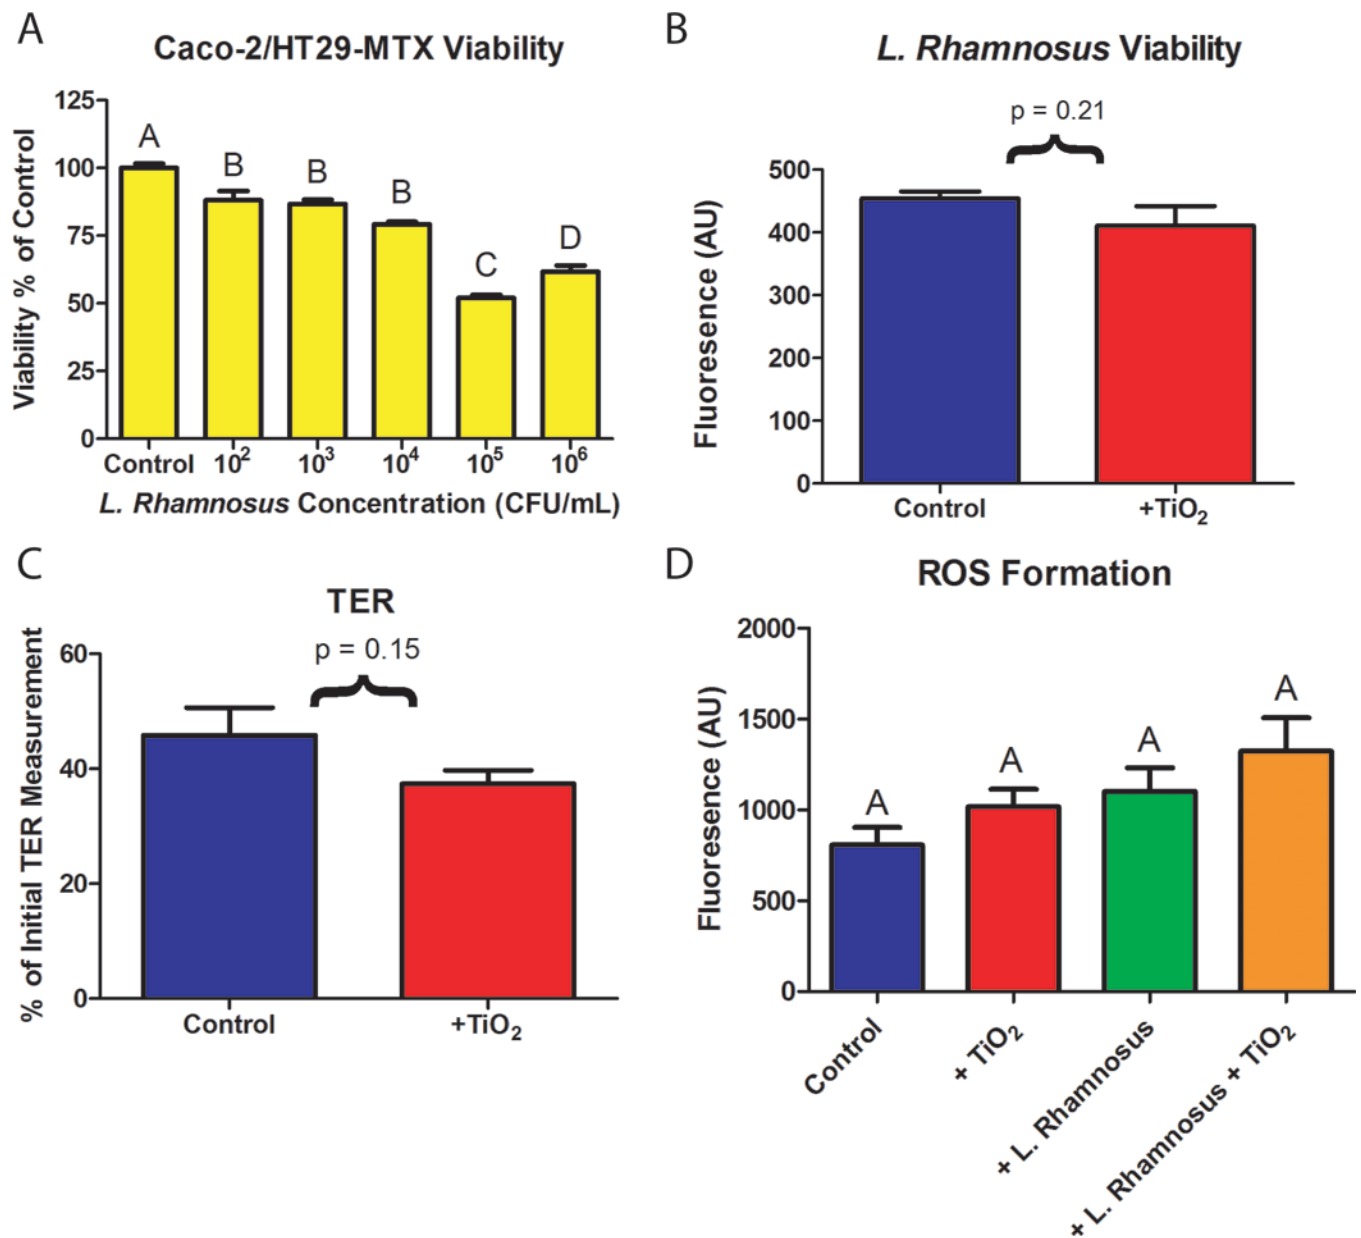 A
Caco-2/HT29-MTX Viability
Viability % of Control
125
100
75
50
25
0
A
B
B
B
C
D
Control
10²
10³
10⁴
10⁵
10⁶
L. Rhamnosus Concentration (CFU/mL)
B
L. Rhamnosus Viability
p = 0.21
Fluoresence (AU)
500
400
300
200
100
0
Control
+TiO₂
C
TER
p = 0.15
% of Initial TER Measurement
60
40
20
0
Control
+TiO₂
D
ROS Formation
Fluoresence (AU)
2000
1500
1000
500
0
A
A
A
A
Control
+ TiO₂
+ L. Rhamnosus
+ L. Rhamnosus + TiO₂